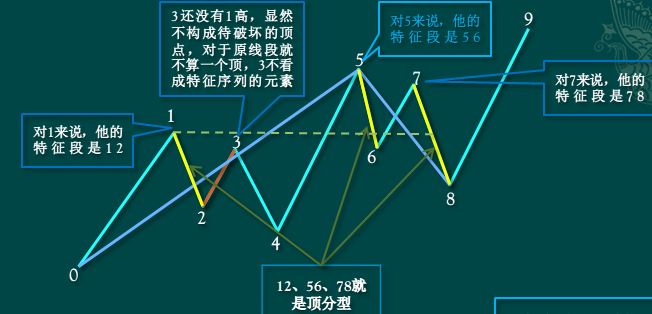 3还没有1高，显然
不构成待破坏的顶
点，对于原线段就
不算一个顶，3不看
成特征序列的元素
对5来说，他的
特征段是56
9
5
7
对7来说，他的
特征段是78
1
对1来说，他的
特征段是12
3
6
2
8
4
0
12、56、78就
是顶分型